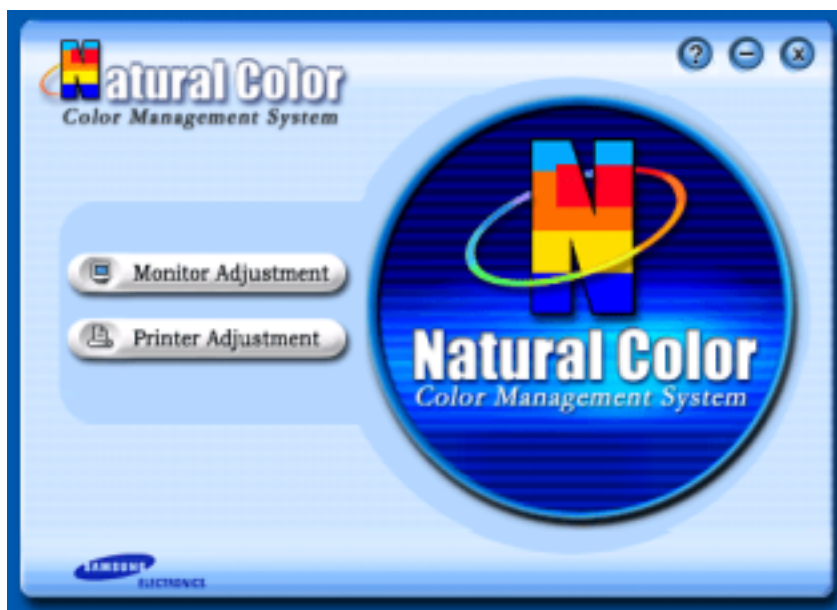 Natural Color
Color Management System
?
Monitor Adjustment
Printer Adjustment
N
Natural Color
Color Management System
SAMSUNG
ELECTRONICS